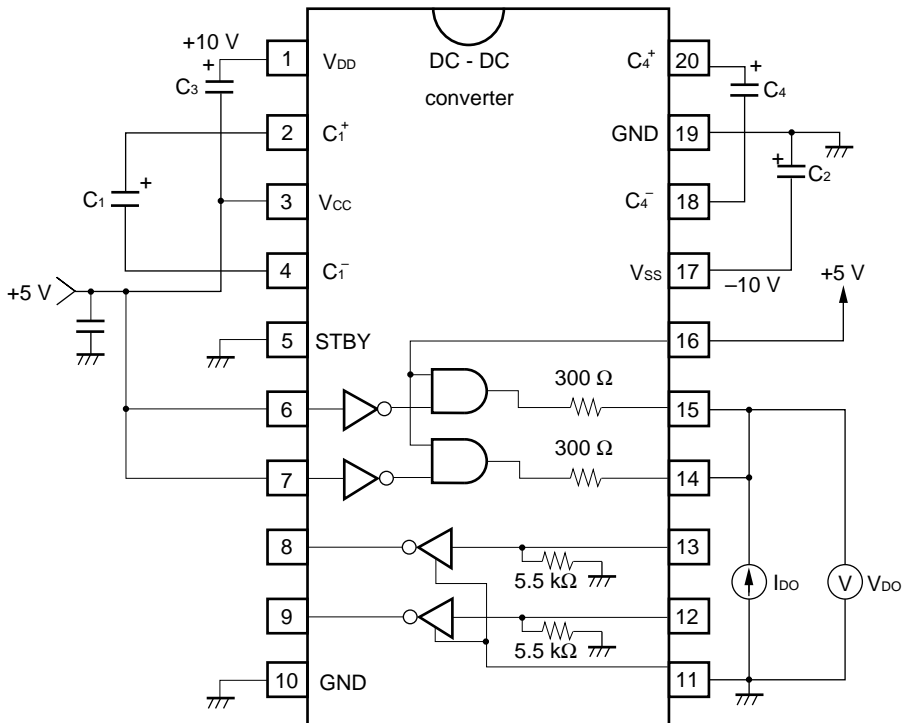 +10 V
1
VDD
DC - DC
converter
C4+
20
+
C3
+
C4
2
C1+
GND
19
C1
+
+
C2
3
VCC
C4−
18
4
C1−
VSS
17
–10 V
+5 V
+5 V
5
STBY
16
300 Ω
6
15
300 Ω
7
14
8
13
5.5 kΩ
IDO
V
VDO
9
12
5.5 kΩ
10
GND
11